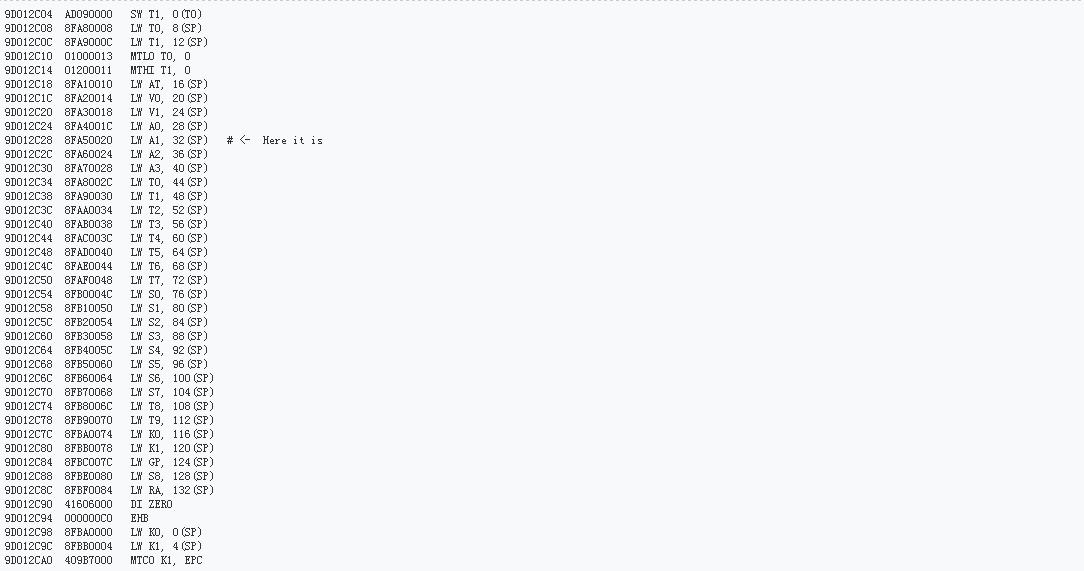 9D012C04  AD090000   SW T1, 0(T0)
9D012C08  8FA80008   LW T0, 8(SP)
9D012C0C  8FA9000C   LW T1, 12(SP)
9D012C10  01000013   MTLO T0, 0
9D012C14  01200011   MTHI T1, 0
9D012C18  8FA10010   LW AT, 16(SP)
9D012C1C  8FA20014   LW V0, 20(SP)
9D012C20  8FA30018   LW V1, 24(SP)
9D012C24  8FA4001C   LW A0, 28(SP)
9D012C28  8FA50020   LW A1, 32(SP)   # <-  Here it is
9D012C2C  8FA60024   LW A2, 36(SP)
9D012C30  8FA70028   LW A3, 40(SP)
9D012C34  8FA8002C   LW T0, 44(SP)
9D012C38  8FA90030   LW T1, 48(SP)
9D012C3C  8FAA0034   LW T2, 52(SP)
9D012C40  8FAB0038   LW T3, 56(SP)
9D012C44  8FAC003C   LW T4, 60(SP)
9D012C48  8FAD0040   LW T5, 64(SP)
9D012C4C  8FAE0044   LW T6, 68(SP)
9D012C50  8FAF0048   LW T7, 72(SP)
9D012C54  8FB0004C   LW S0, 76(SP)
9D012C58  8FB10050   LW S1, 80(SP)
9D012C5C  8FB20054   LW S2, 84(SP)
9D012C60  8FB30058   LW S3, 88(SP)
9D012C64  8FB4005C   LW S4, 92(SP)
9D012C68  8FB50060   LW S5, 96(SP)
9D012C6C  8FB60064   LW S6, 100(SP)
9D012C70  8FB70068   LW S7, 104(SP)
9D012C74  8FB8006C   LW T8, 108(SP)
9D012C78  8FB90070   LW T9, 112(SP)
9D012C7C  8FBA0074   LW K0, 116(SP)
9D012C80  8FBB0078   LW K1, 120(SP)
9D012C84  8FBC007C   LW GP, 124(SP)
9D012C88  8FBE0080   LW S8, 128(SP)
9D012C8C  8FBF0084   LW RA, 132(SP)
9D012C90  41606000   DI ZERO
9D012C94  000000C0   EHB
9D012C98  8FBA0000   LW K0, 0(SP)
9D012C9C  8FBB0004   LW K1, 4(SP)
9D012CA0  409B7000   MTC0 K1, EPC